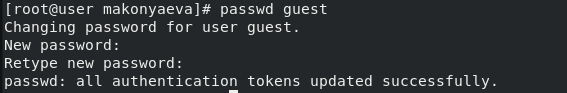 [root@user makonyaeva]# passwd guest
Changing password for user guest.
New password:
Retype new password:
passwd: all authentication tokens updated successfully.